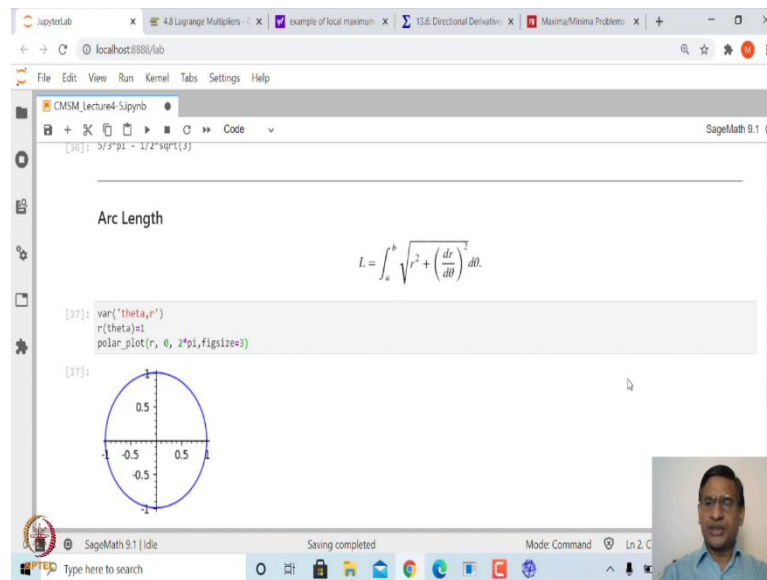 JupyterLab
4.8 Lagrange Multipliers - C
example of local maximum
13.6: Directional Derivative
Maxima/Minima Problems
localhost:8888/lab
M
File Edit View Run Kernel Tabs Settings Help
CMSM_Lecture4-5.ipynb
Code
SageMath 9.1
[36]: 5/3*pi - 1/2*sqrt(3)
Arc Length
L = ∫_a^b √(r² + (dr/dθ)²) dθ.
[37]: var('theta,r')
r(theta)=1
polar_plot(r, 0, 2*pi,figsize=3)
[37]:
1
0.5
-1 -0.5 0.5 1
-0.5
-1
SageMath 9.1 | Idle Saving completed Mode: Command Ln 2, C
NPTEL Type here to search